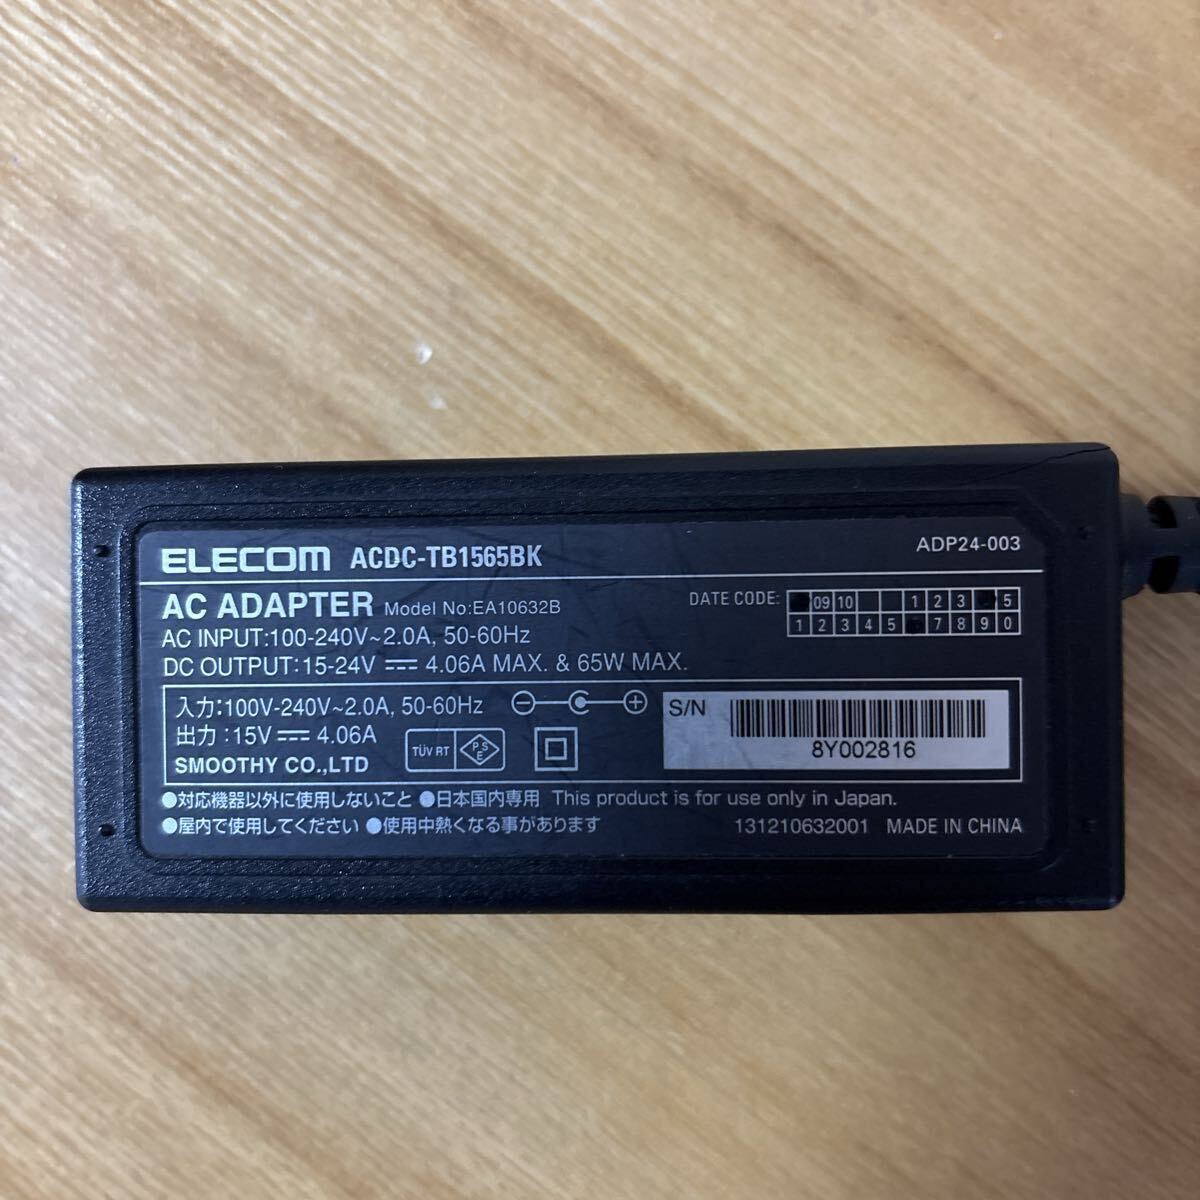 ELECOM ACDC-TB1565BK
ADP24-003
AC ADAPTER Model No:EA10632B
AC INPUT:100-240V~2.0A, 50-60Hz
DC OUTPUT:15-24V ⎓ 4.06A MAX. & 65W MAX.
DATE CODE:
09 10 1 2 3 5
1 2 3 4 5 7 8 9 0
入力:100V-240V~2.0A, 50-60Hz
出力:15V ⎓ 4.06A
SMOOTHY CO.,LTD
TÜV RT PSE
S/N
8Y002816
●対応機器以外に使用しないこと ●日本国内専用 This product is for use only in Japan.
●屋内で使用してください ●使用中熱くなる事があります
131210632001 MADE IN CHINA